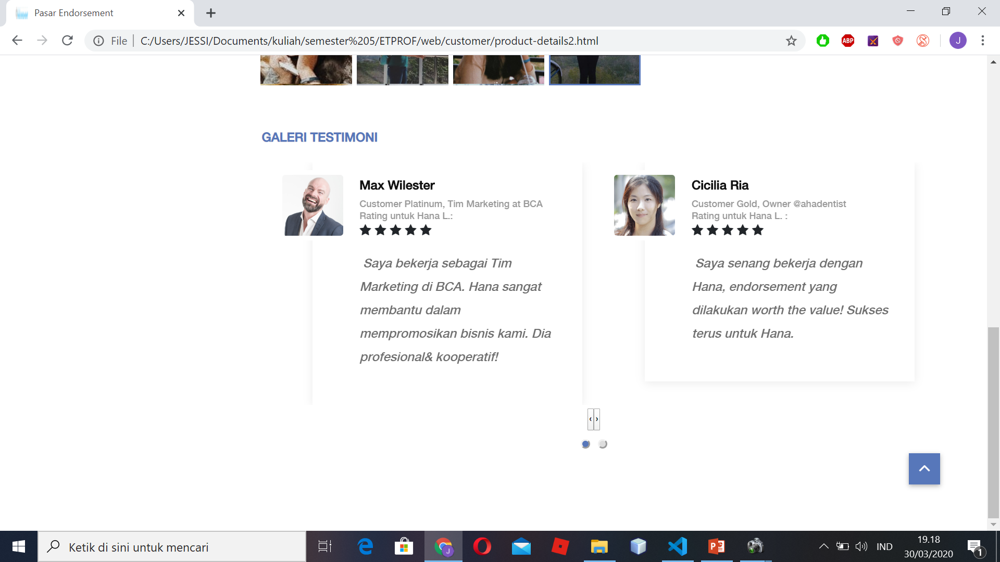 Pasar Endorsement
File
C:/Users/JESSI/Documents/kuliah/semester%205/ETPROF/web/customer/product-details2.html
ABP
J
GALERI TESTIMONI
Max Wilester
Customer Platinum, Tim Marketing at BCA
Rating untuk Hana L.:
Saya bekerja sebagai Tim
Marketing di BCA. Hana sangat
membantu dalam
mempromosikan bisnis kami. Dia
profesional& kooperatif!
Cicilia Ria
Customer Gold, Owner @ahadentist
Rating untuk Hana L. :
Saya senang bekerja dengan
Hana, endorsement yang
dilakukan worth the value! Sukses
terus untuk Hana.
Ketik di sini untuk mencari
J
IND
19.18
30/03/2020
1